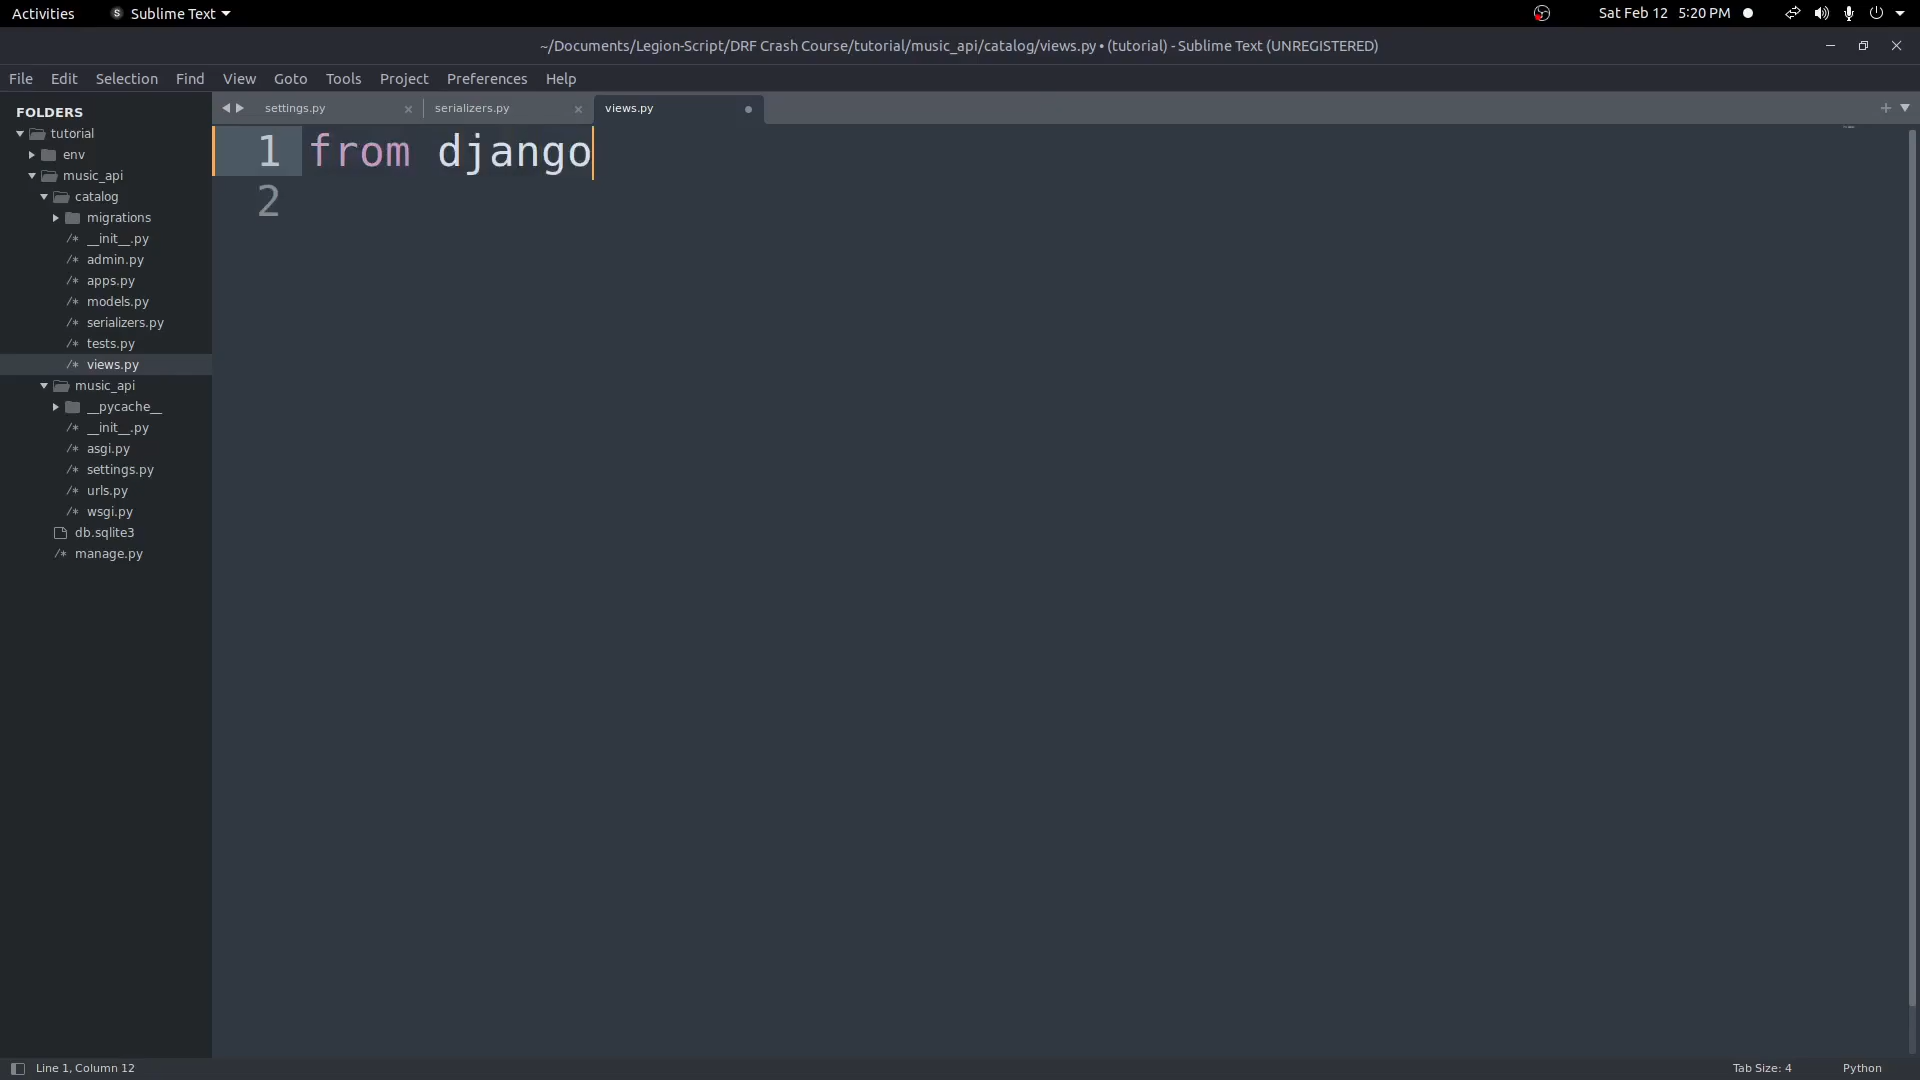 Activities
Sublime Text
Sat Feb 12 5:20 PM
~/Documents/Legion-Script/DRF Crash Course/tutorial/music_api/catalog/views.py • (tutorial) - Sublime Text (UNREGISTERED)
File Edit Selection Find View Goto Tools Project Preferences Help
FOLDERS
tutorial
env
music_api
catalog
migrations
/* __init__.py
/* admin.py
/* apps.py
/* models.py
/* serializers.py
/* tests.py
/* views.py
music_api
__pycache__
/* __init__.py
/* asgi.py
/* settings.py
/* urls.py
/* wsgi.py
db.sqlite3
/* manage.py
settings.py
serializers.py
views.py
1 from django
2
Line 1, Column 12
Tab Size: 4
Python